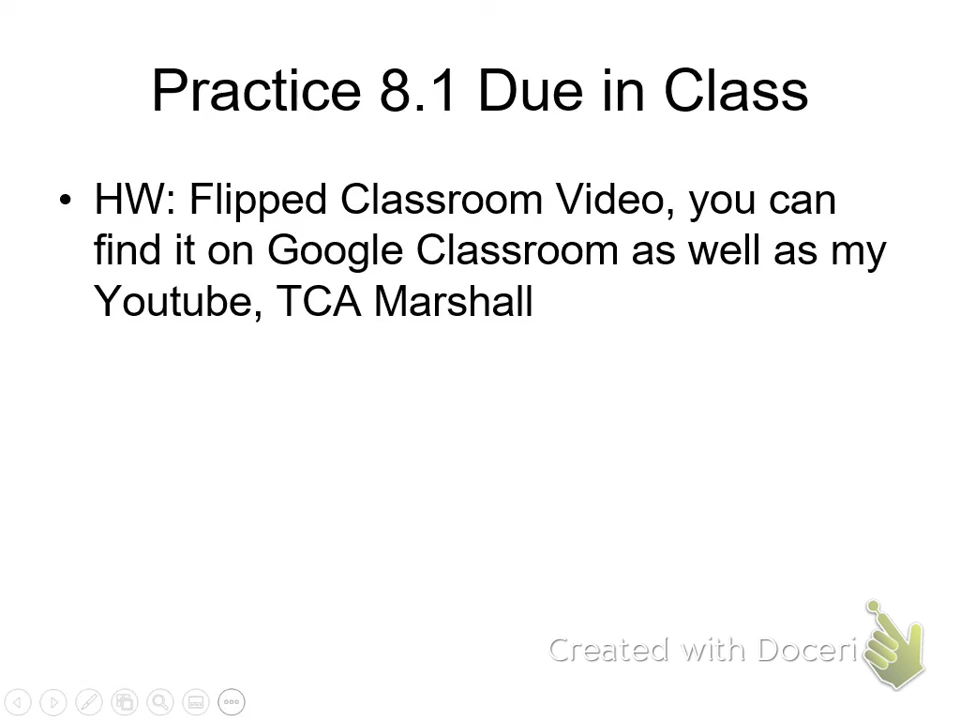 Practice 8.1 Due in Class
• HW: Flipped Classroom Video, you can
find it on Google Classroom as well as my
Youtube, TCA Marshall
Created with Doceri